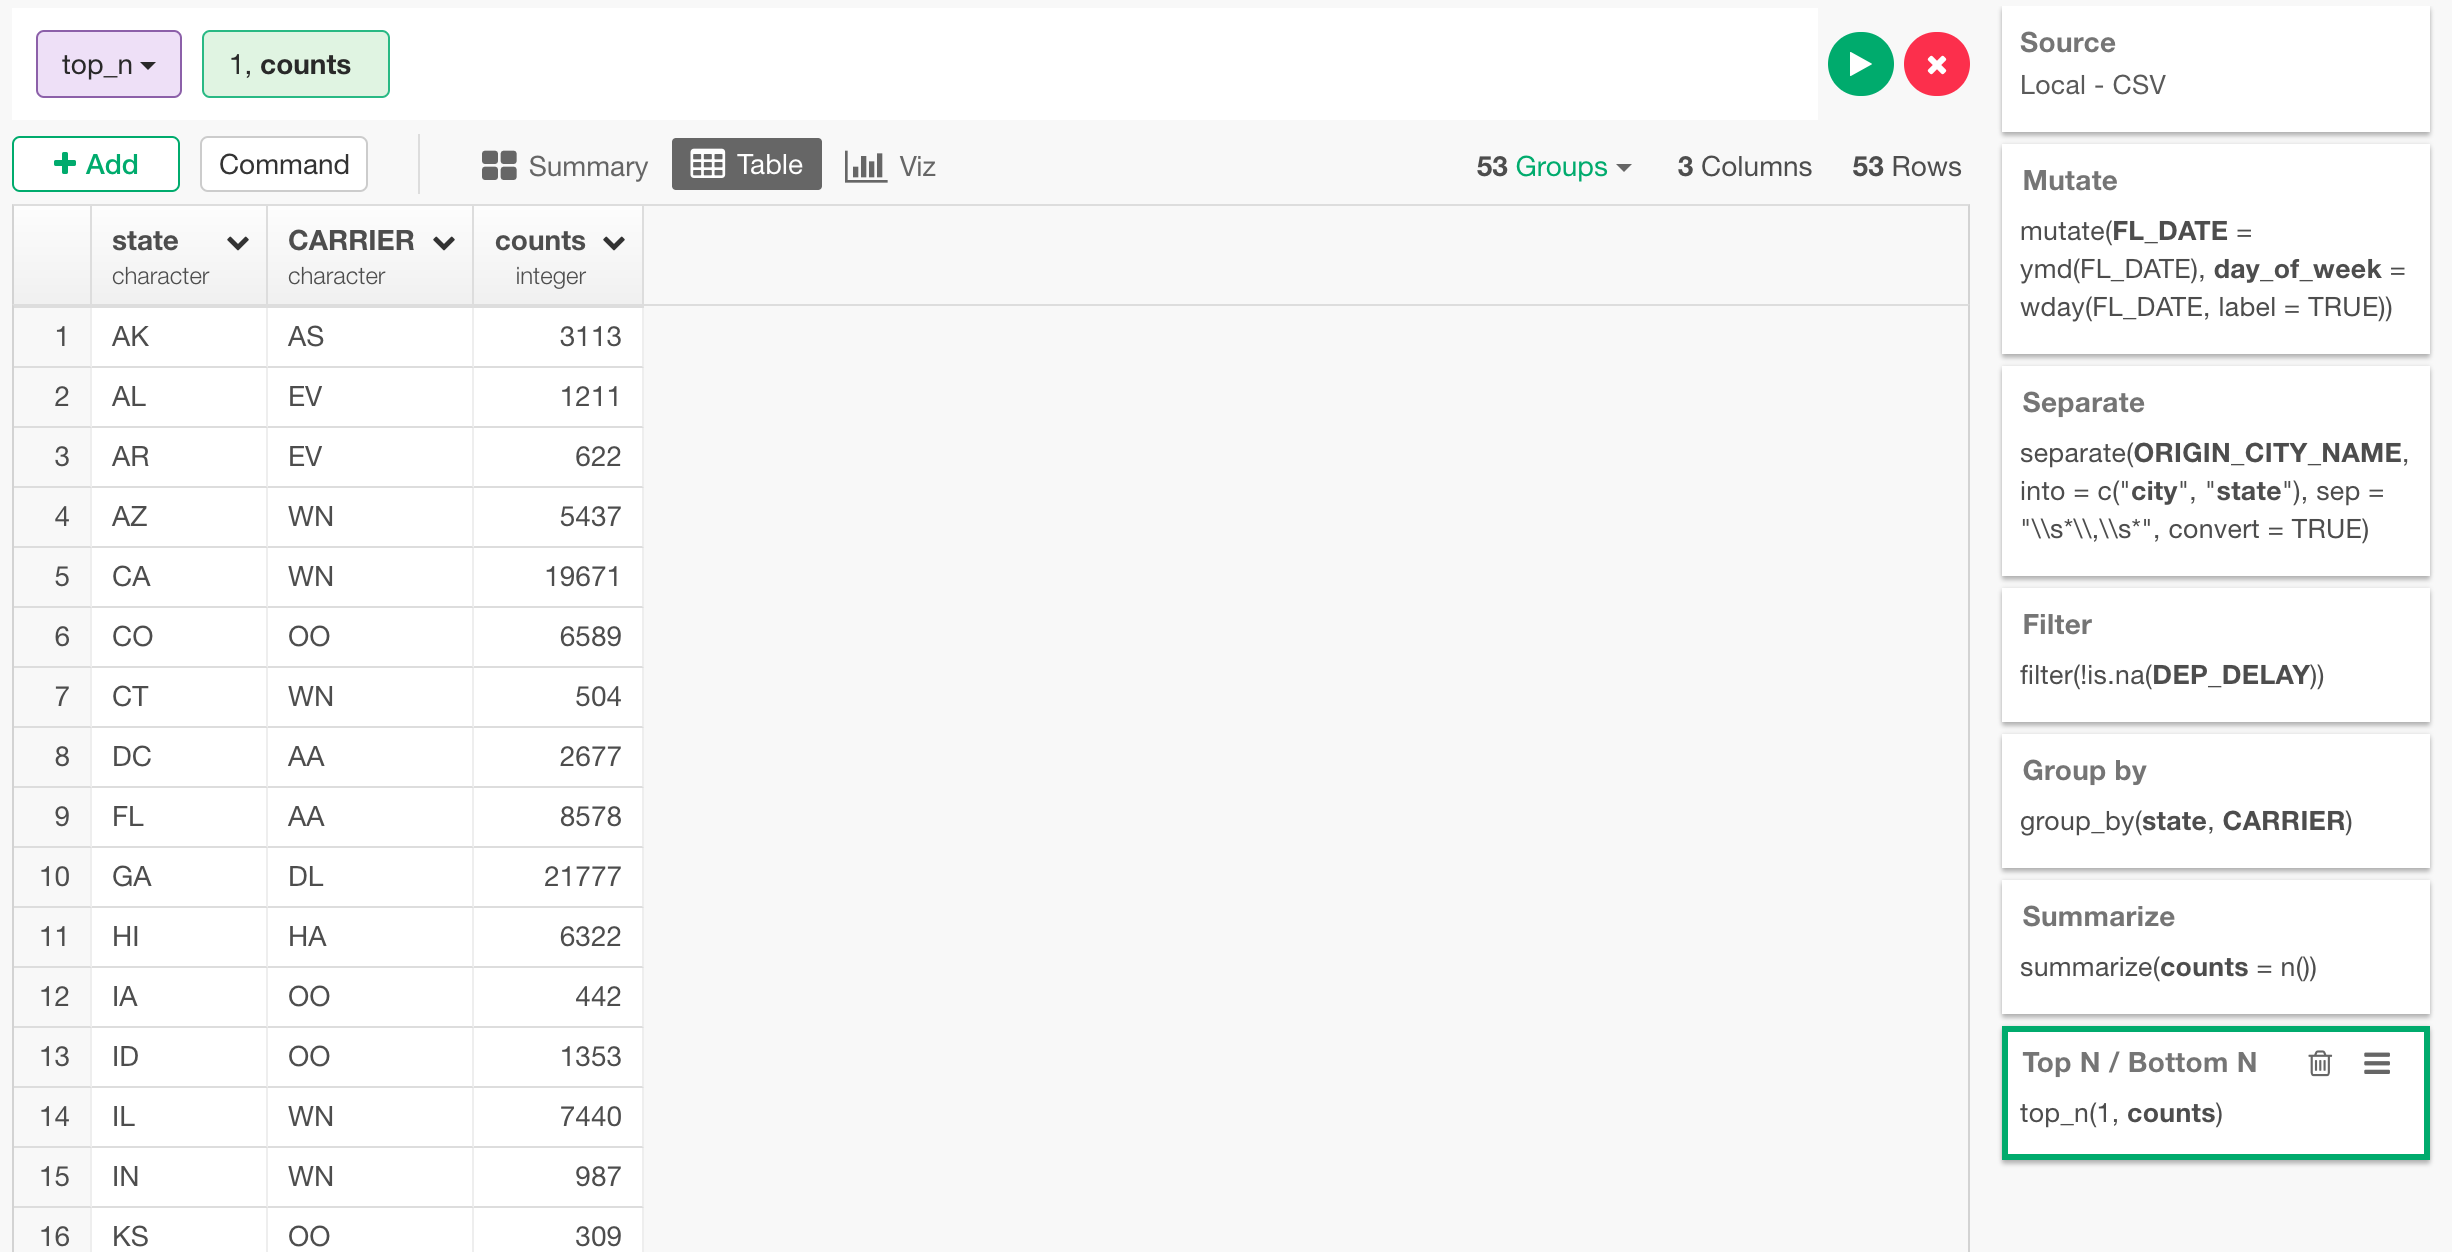 top_n 1, counts
Add Command Summary Table Viz 53 Groups 3 Columns 53 Rows
state CARRIER counts
character character integer
1 AK AS 3113
2 AL EV 1211
3 AR EV 622
4 AZ WN 5437
5 CA WN 19671
6 CO OO 6589
7 CT WN 504
8 DC AA 2677
9 FL AA 8578
10 GA DL 21777
11 HI HA 6322
12 IA OO 442
13 ID OO 1353
14 IL WN 7440
15 IN WN 987
16 KS OO 309
Source
Local - CSV
Mutate
mutate(FL_DATE =
ymd(FL_DATE), day_of_week =
wday(FL_DATE, label = TRUE))
Separate
separate(ORIGIN_CITY_NAME,
into = c("city", "state"), sep =
"\\s*\\,\\s*", convert = TRUE)
Filter
filter(!is.na(DEP_DELAY))
Group by
group_by(state, CARRIER)
Summarize
summarize(counts = n())
Top N / Bottom N
top_n(1, counts)